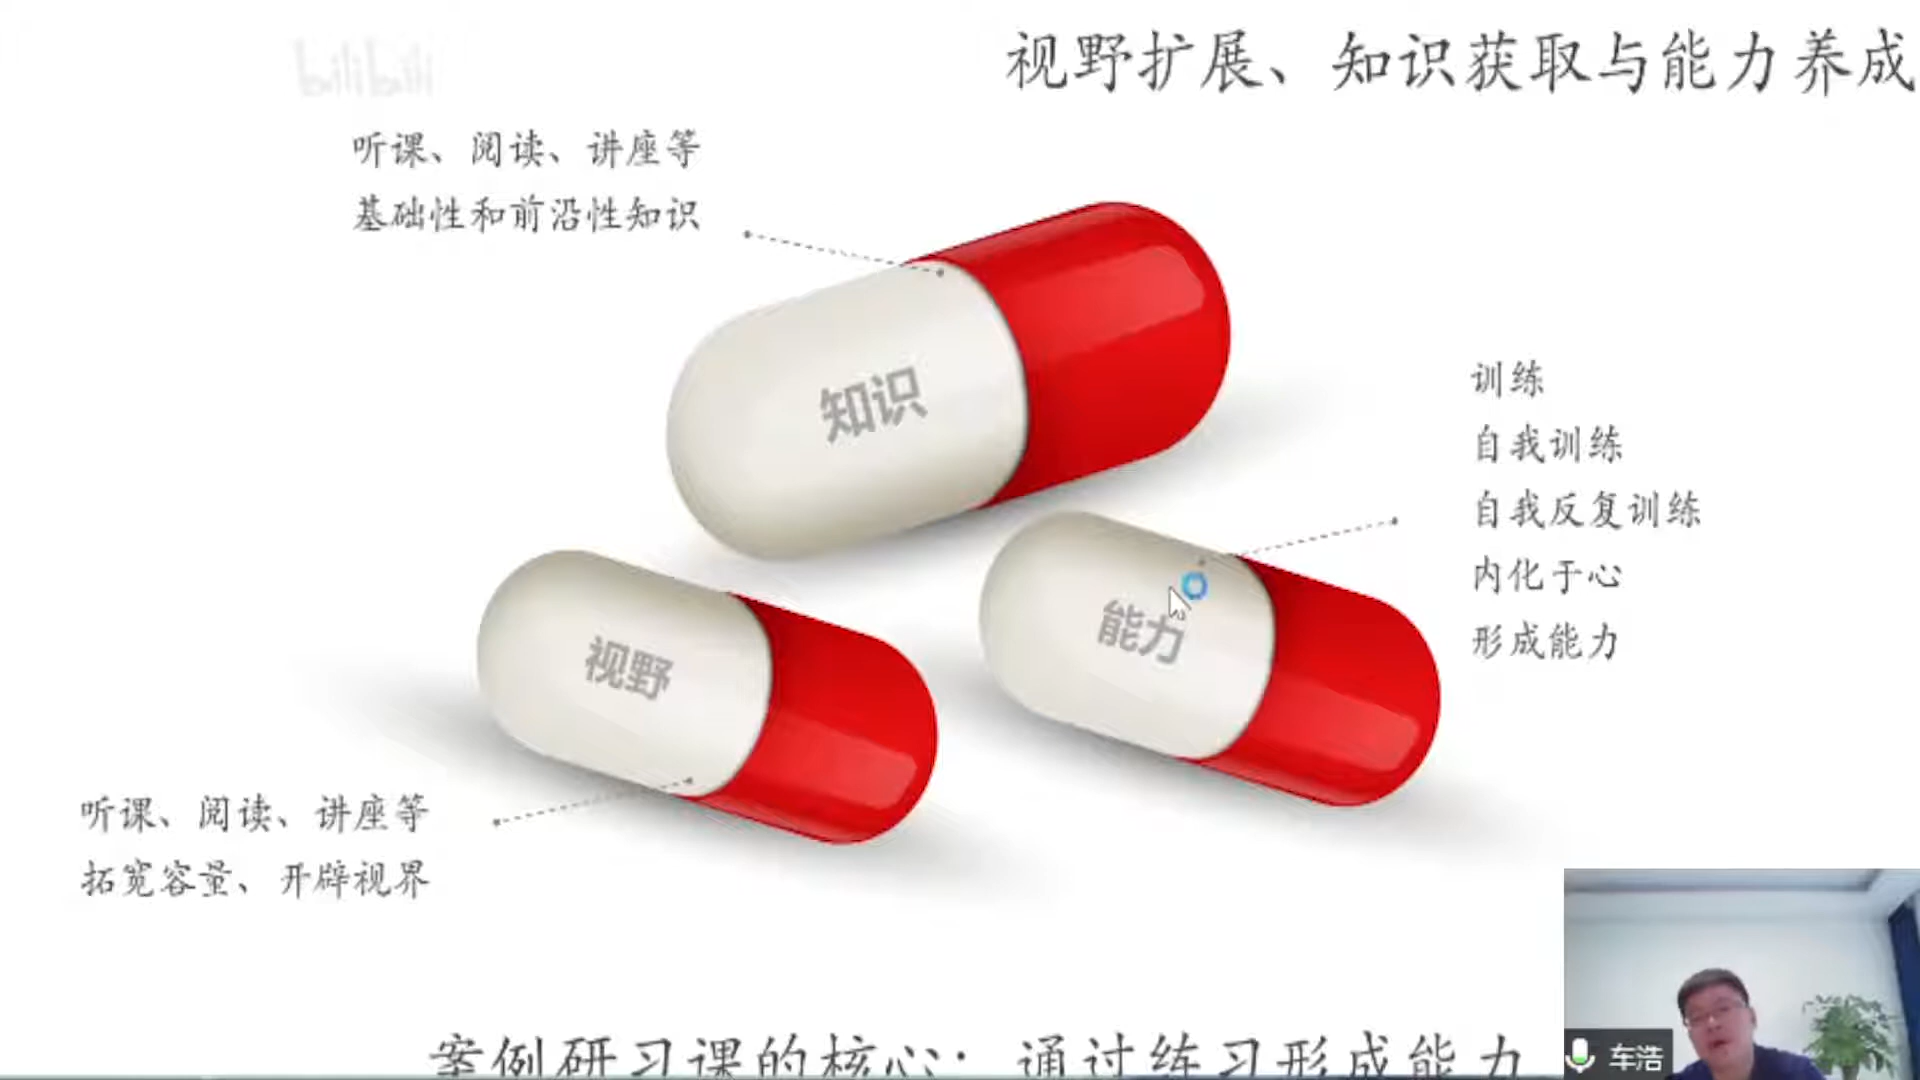 bilibili
视野扩展、知识获取与能力养成
听课、阅读、讲座等
基础性和前沿性知识
知识
训练
自我训练
自我反复训练
内化于心
形成能力
能力
视野
听课、阅读、讲座等
拓宽容量、开辟视界
案例研习课的核心：通过练习形成能力
车浩